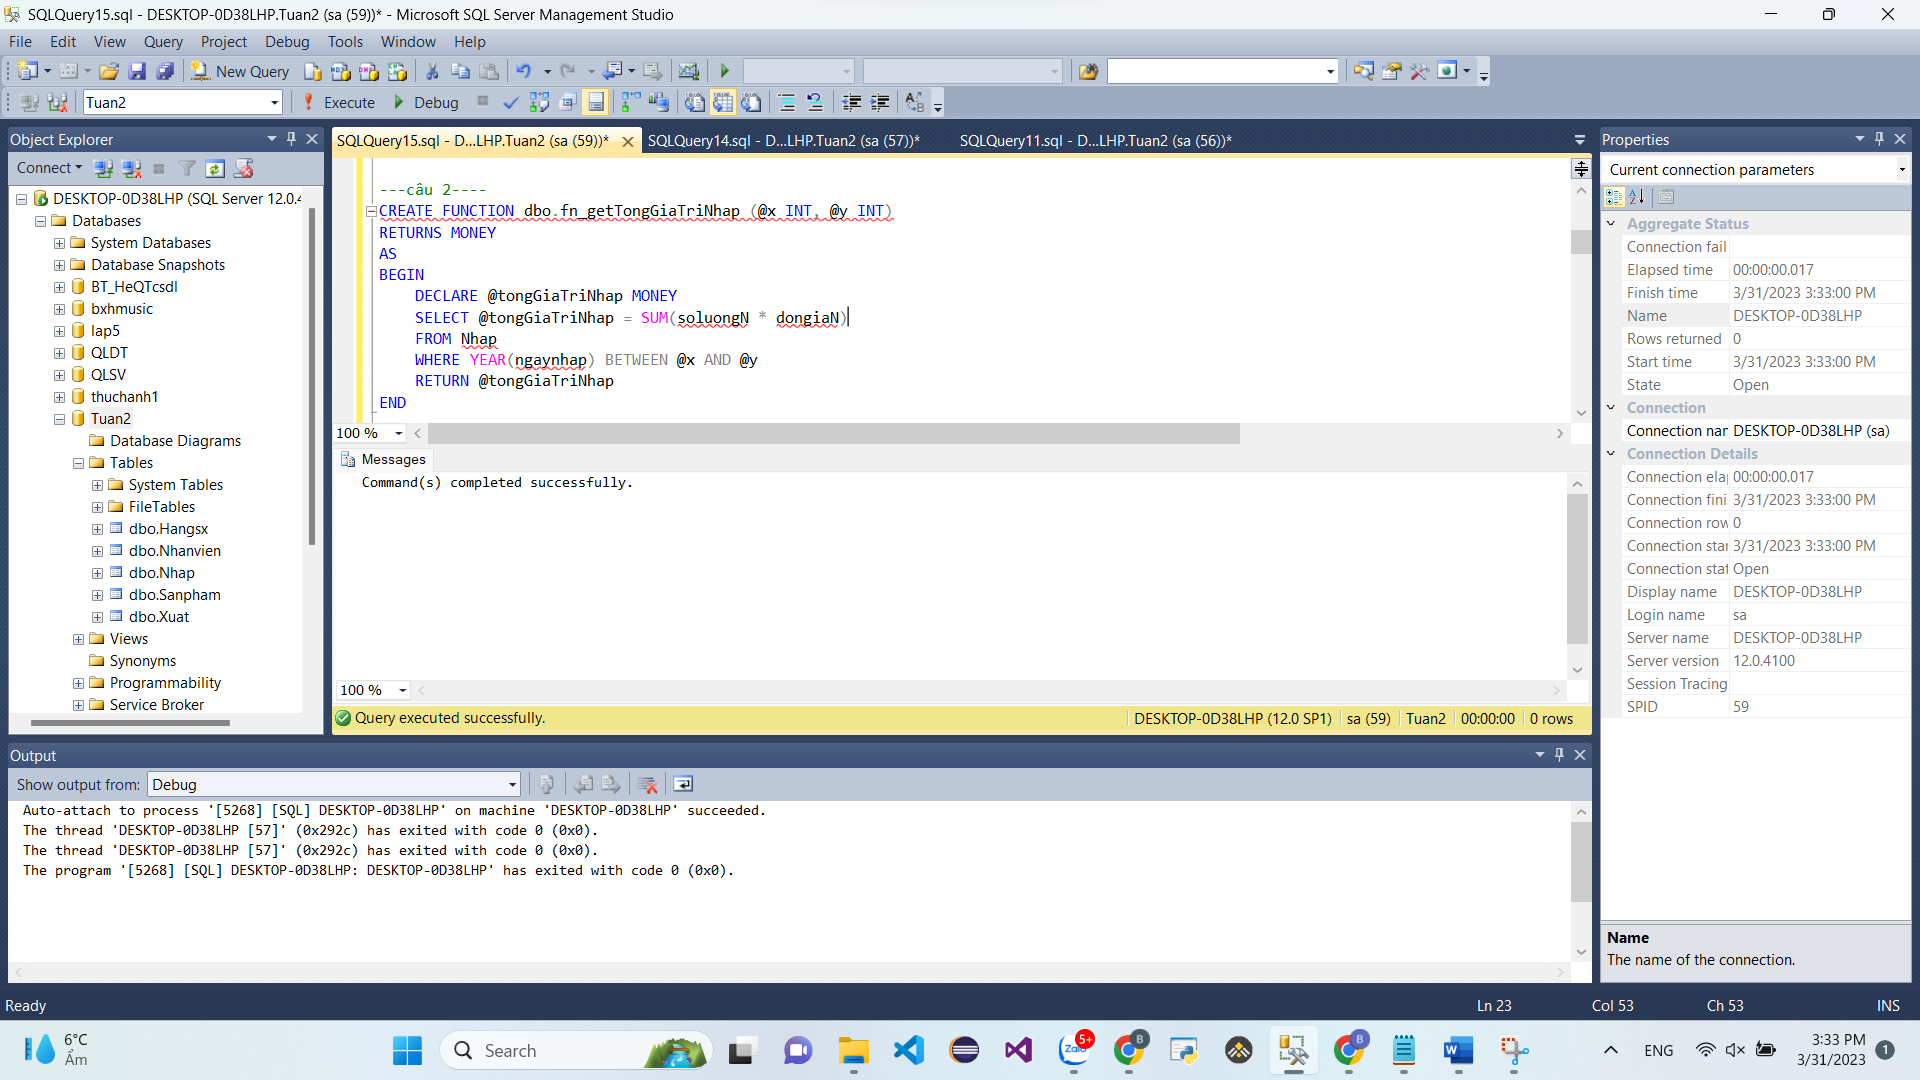 SQLQuery15.sql - DESKTOP-0D38LHP.Tuan2 (sa (59))* - Microsoft SQL Server Management Studio
File Edit View Query Project Debug Tools Window Help
New Query
Tuan2 Execute Debug
Object Explorer
Connect
DESKTOP-0D38LHP (SQL Server 12.0.4
Databases
System Databases
Database Snapshots
BT_HeQTcsdl
bxhmusic
lap5
QLDT
QLSV
thuchanh1
Tuan2
Database Diagrams
Tables
System Tables
FileTables
dbo.Hangsx
dbo.Nhanvien
dbo.Nhap
dbo.Sanpham
dbo.Xuat
Views
Synonyms
Programmability
Service Broker
SQLQuery15.sql - D...LHP.Tuan2 (sa (59))* SQLQuery14.sql - D...LHP.Tuan2 (sa (57))* SQLQuery11.sql - D...LHP.Tuan2 (sa (56))*
---câu 2----
CREATE FUNCTION dbo.fn_getTongGiaTriNhap (@x INT, @y INT)
RETURNS MONEY
AS
BEGIN
DECLARE @tongGiaTriNhap MONEY
SELECT @tongGiaTriNhap = SUM(soluongN * dongiaN)
FROM Nhap
WHERE YEAR(ngaynhap) BETWEEN @x AND @y
RETURN @tongGiaTriNhap
END
100 %
Messages
Command(s) completed successfully.
100 %
Query executed successfully. DESKTOP-0D38LHP (12.0 SP1) sa (59) Tuan2 00:00:00 0 rows
Properties
Current connection parameters
Aggregate Status
Connection fail
Elapsed time 00:00:00.017
Finish time 3/31/2023 3:33:00 PM
Name DESKTOP-0D38LHP
Rows returned 0
Start time 3/31/2023 3:33:00 PM
State Open
Connection
Connection nar DESKTOP-0D38LHP (sa)
Connection Details
Connection elap 00:00:00.017
Connection fini 3/31/2023 3:33:00 PM
Connection row 0
Connection star 3/31/2023 3:33:00 PM
Connection stat Open
Display name DESKTOP-0D38LHP
Login name sa
Server name DESKTOP-0D38LHP
Server version 12.0.4100
Session Tracing
SPID 59
Name
The name of the connection.
Output
Show output from: Debug
Auto-attach to process '[5268] [SQL] DESKTOP-0D38LHP' on machine 'DESKTOP-0D38LHP' succeeded.
The thread 'DESKTOP-0D38LHP [57]' (0x292c) has exited with code 0 (0x0).
The thread 'DESKTOP-0D38LHP [57]' (0x292c) has exited with code 0 (0x0).
The program '[5268] [SQL] DESKTOP-0D38LHP: DESKTOP-0D38LHP' has exited with code 0 (0x0).
Ready Ln 23 Col 53 Ch 53 INS
6°C
Ẩm
Search
Zalo 5+
B
B
ENG
3:33 PM
3/31/2023
1